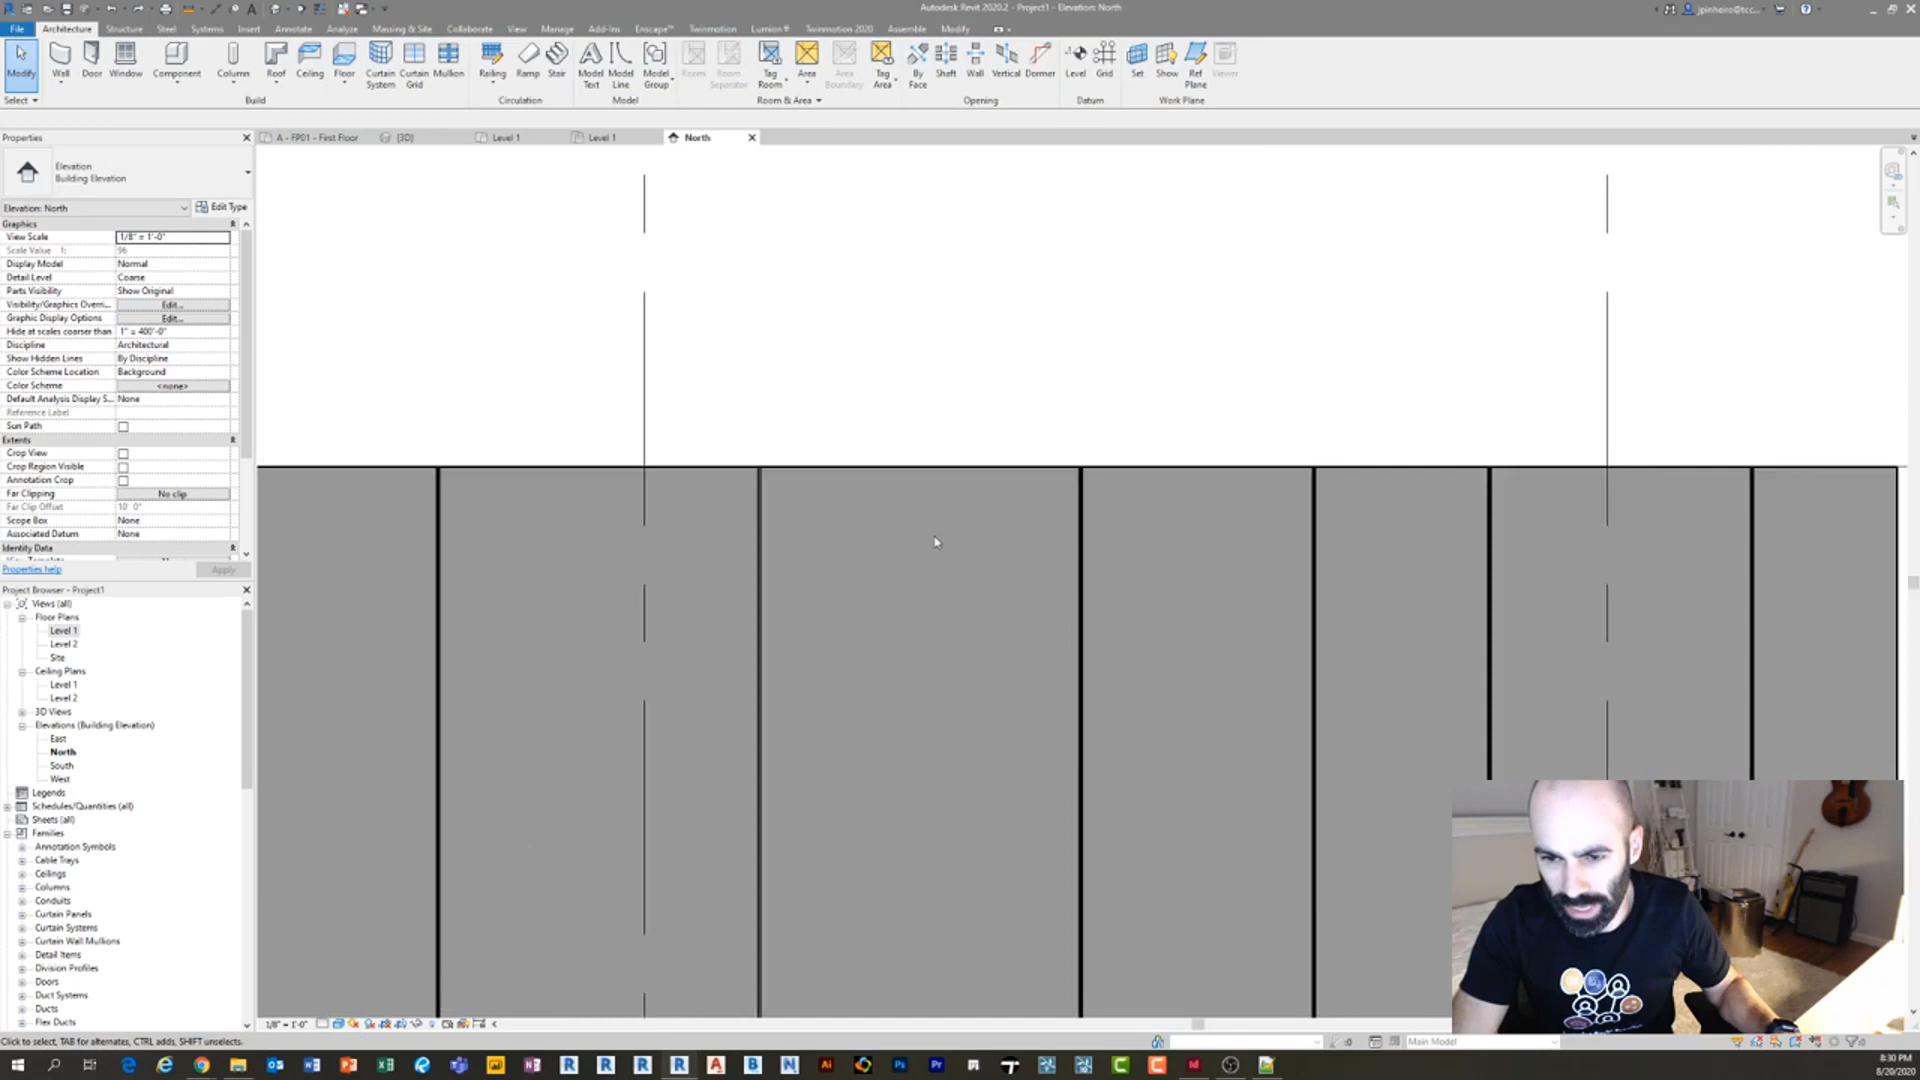 Autodesk Revit 2020.2 - Project1 - Elevation: North
jpinheiro@tcc...
File Architecture Structure Steel Systems Insert Annotate Analyze Massing & Site Collaborate View Manage Add-Ins Enscape™ Twinmotion Lumion® Twinmotion 2020 Assemble Modify
Modify Wall Door Window Component Column Roof Ceiling Floor Curtain System Curtain Grid Mullion Railing Ramp Stair Model Text Model Line Model Group Room Room Separator Tag Room Area Area Boundary Tag Area By Face Shaft Wall Vertical Dormer Level Grid Set Show Ref Plane Viewer
Select Build Circulation Model Room & Area Opening Datum Work Plane
Properties
A - FP01 - First Floor {3D} Level 1 Level 1 North
Elevation
Building Elevation
Elevation: North Edit Type
Graphics
View Scale 1/8" = 1'-0"
Scale Value 1: 96
Display Model Normal
Detail Level Coarse
Parts Visibility Show Original
Visibility/Graphics Overri... Edit...
Graphic Display Options Edit...
Hide at scales coarser than 1" = 400'-0"
Discipline Architectural
Show Hidden Lines By Discipline
Color Scheme Location Background
Color Scheme <none>
Default Analysis Display S... None
Reference Label
Sun Path
Extents
Crop View
Crop Region Visible
Annotation Crop
Far Clipping No clip
Far Clip Offset 10' 0"
Scope Box None
Associated Datum None
Identity Data
Properties help Apply
Project Browser - Project1
Views (all)
Floor Plans
Level 1
Level 2
Site
Ceiling Plans
Level 1
Level 2
3D Views
Elevations (Building Elevation)
East
North
South
West
Legends
Schedules/Quantities (all)
Sheets (all)
Families
Annotation Symbols
Cable Trays
Ceilings
Columns
Conduits
Curtain Panels
Curtain Systems
Curtain Wall Mullions
Detail Items
Division Profiles
Doors
Duct Systems
Ducts
Flex Ducts
1/8" = 1'-0"
Click to select, TAB for alternates, CTRL adds, SHIFT unselects.
:0 Main Model :0
8:30 PM
8/20/2020